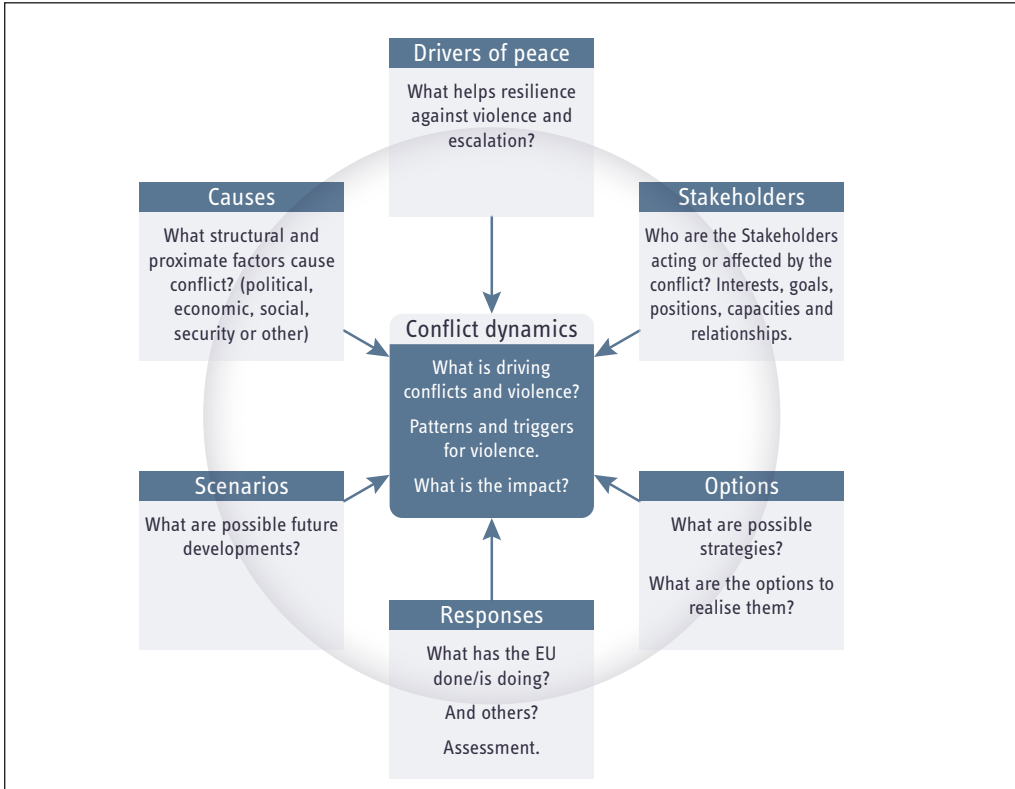 Drivers of peace
What helps resilience
against violence and
escalation?
Causes
What structural and
proximate factors cause
conflict? (political,
economic, social,
security or other)
Stakeholders
Who are the Stakeholders
acting or affected by the
conflict? Interests, goals,
positions, capacities and
relationships.
Conflict dynamics
What is driving
conflicts and violence?
Patterns and triggers
for violence.
What is the impact?
Scenarios
What are possible future
developments?
Options
What are possible
strategies?
What are the options to
realise them?
Responses
What has the EU
done/is doing?
And others?
Assessment.